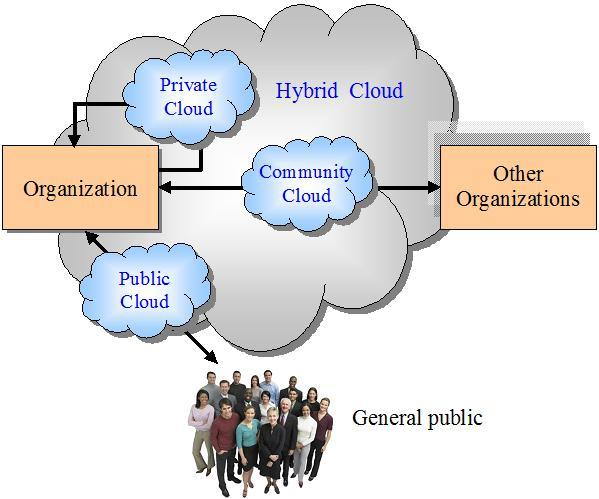 Private
Cloud
Hybrid Cloud
Organization
Community
Cloud
Other
Organizations
Public
Cloud
General public